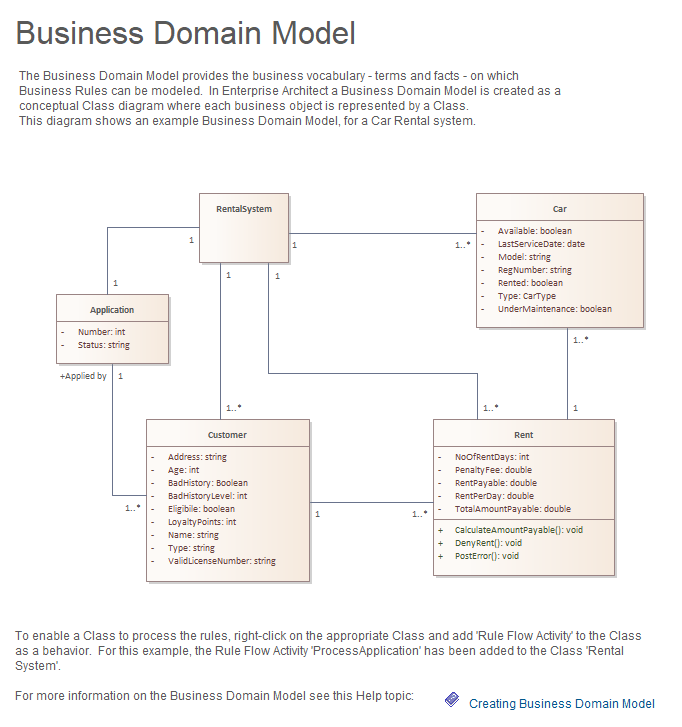 Business Domain Model
The Business Domain Model provides the business vocabulary - terms and facts - on which
Business Rules can be modeled. In Enterprise Architect a Business Domain Model is created as a
conceptual Class diagram where each business object is represented by a Class.
This diagram shows an example Business Domain Model, for a Car Rental system.
RentalSystem
1
1
1..*
1
1
1
Car
- Available: boolean
- LastServiceDate: date
- Model: string
- RegNumber: string
- Rented: boolean
- Type: CarType
- UnderMaintenance: boolean
1..*
1
Application
- Number: int
- Status: string
+Applied by 1
1..*
1..*
1..*
Customer
- Address: string
- Age: int
- BadHistory: Boolean
- BadHistoryLevel: int
- Eligibile: boolean
- LoyaltyPoints: int
- Name: string
- Type: string
- ValidLicenseNumber: string
1
1..*
Rent
- NoOfRentDays: int
- PenaltyFee: double
- RentPayable: double
- RentPerDay: double
- TotalAmountPayable: double
+ CalculateAmountPayable(): void
+ DenyRent(): void
+ PostError(): void
To enable a Class to process the rules, right-click on the appropriate Class and add 'Rule Flow Activity' to the Class
as a behavior. For this example, the Rule Flow Activity 'ProcessApplication' has been added to the Class 'Rental
System'.
For more information on the Business Domain Model see this Help topic:
Creating Business Domain Model